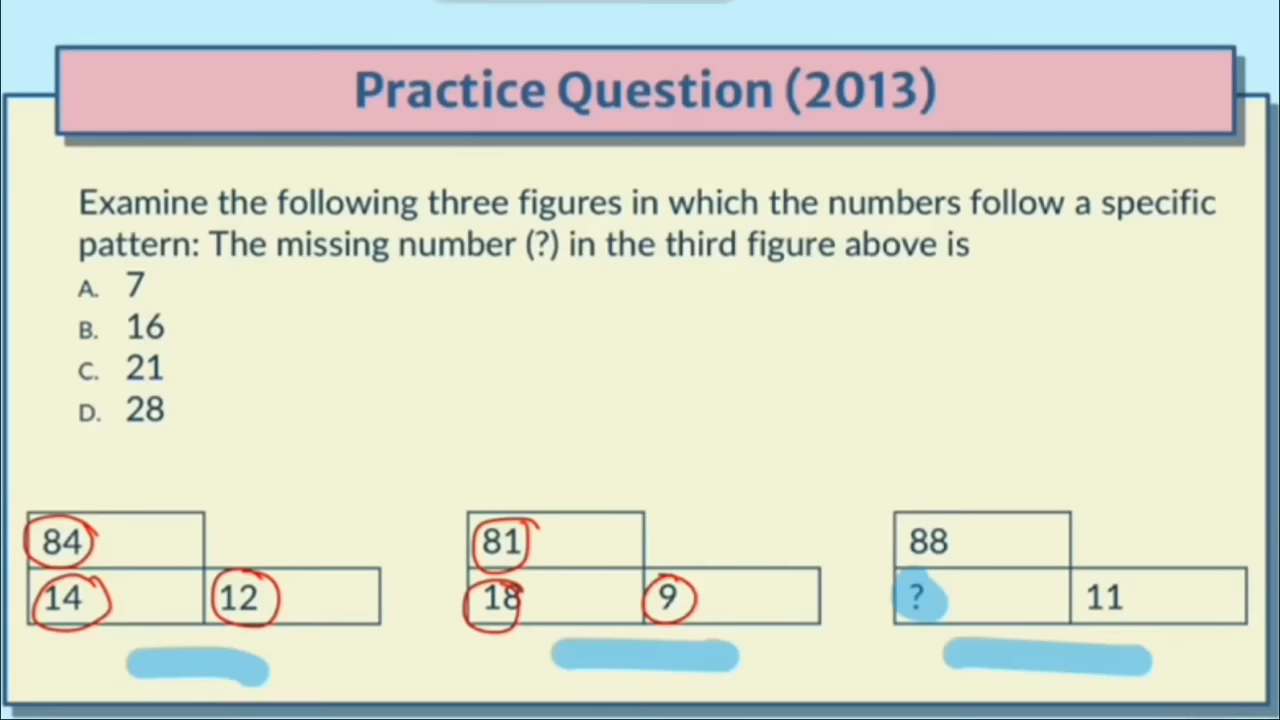 Practice Question (2013)
Examine the following three figures in which the numbers follow a specific
pattern: The missing number (?) in the third figure above is
A. 7
B. 16
C. 21
D. 28
84
14 12
81
18 9
88
? 11